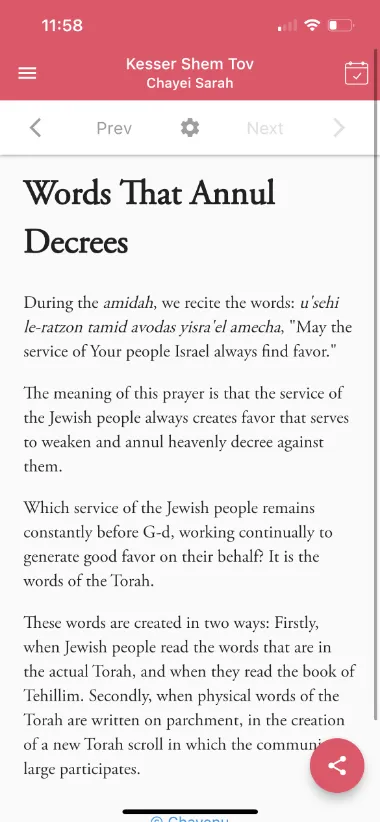 11:58
Kesser Shem Tov
Chayei Sarah
Prev
Next
Words That Annul
Decrees
During the amidah, we recite the words: u'sehi
le-ratzon tamid avodas yisra'el amecha, "May the
service of Your people Israel always find favor."
The meaning of this prayer is that the service of
the Jewish people always creates favor that serves
to weaken and annul heavenly decree against
them.
Which service of the Jewish people remains
constantly before G-d, working continually to
generate good favor on their behalf? It is the
words of the Torah.
These words are created in two ways: Firstly,
when Jewish people read the words that are in
the actual Torah, and when they read the book of
Tehillim. Secondly, when physical words of the
Torah are written on parchment, in the creation
of a new Torah scroll in which the
large participates.